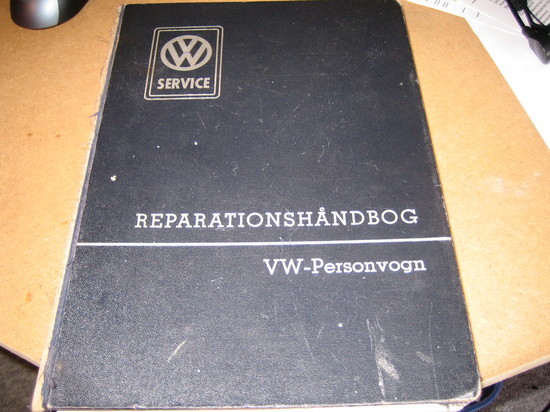 VW
SERVICE
REPARATIONSHÅNDBOG
VW-Personvogn